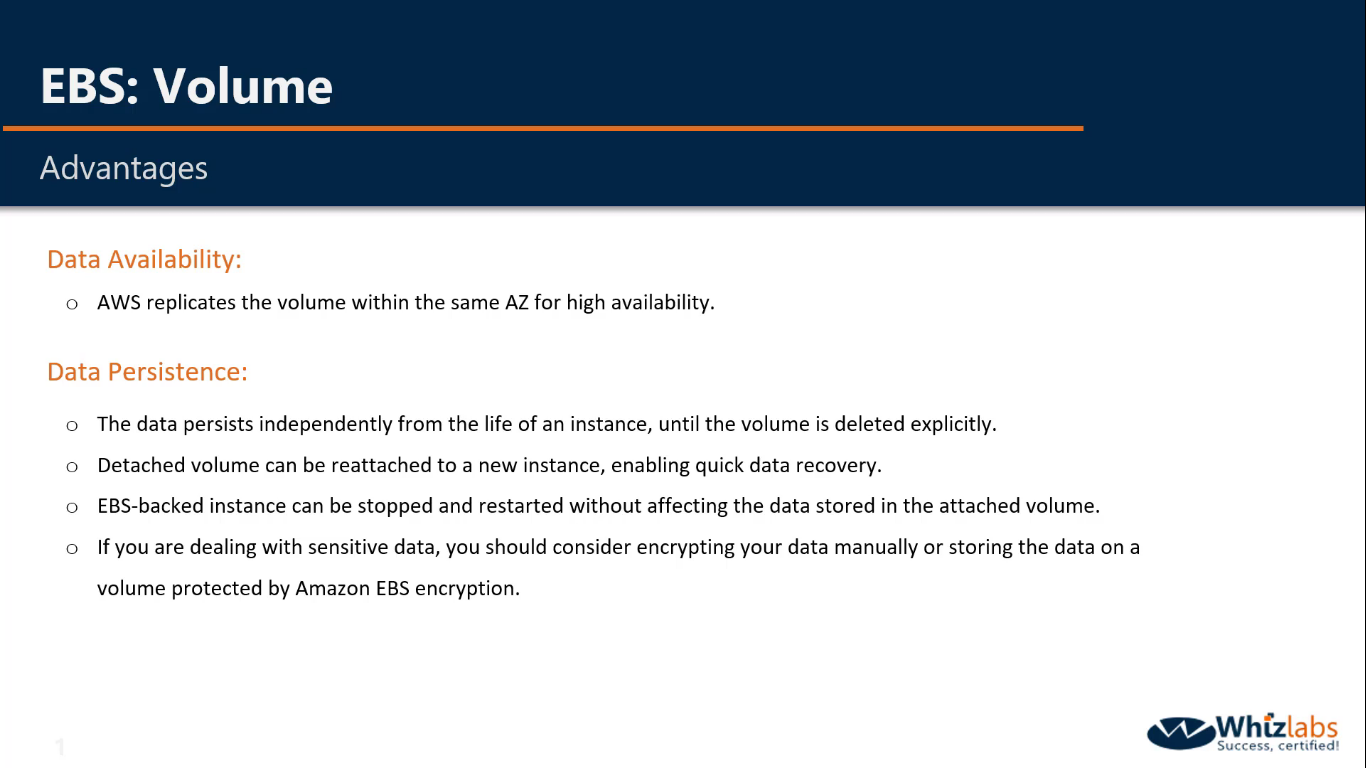 EBS: Volume
Advantages
Data Availability:
o AWS replicates the volume within the same AZ for high availability.
Data Persistence:
o The data persists independently from the life of an instance, until the volume is deleted explicitly.
o Detached volume can be reattached to a new instance, enabling quick data recovery.
o EBS-backed instance can be stopped and restarted without affecting the data stored in the attached volume.
o If you are dealing with sensitive data, you should consider encrypting your data manually or storing the data on a
volume protected by Amazon EBS encryption.
1
Whizlabs
Success, certified!